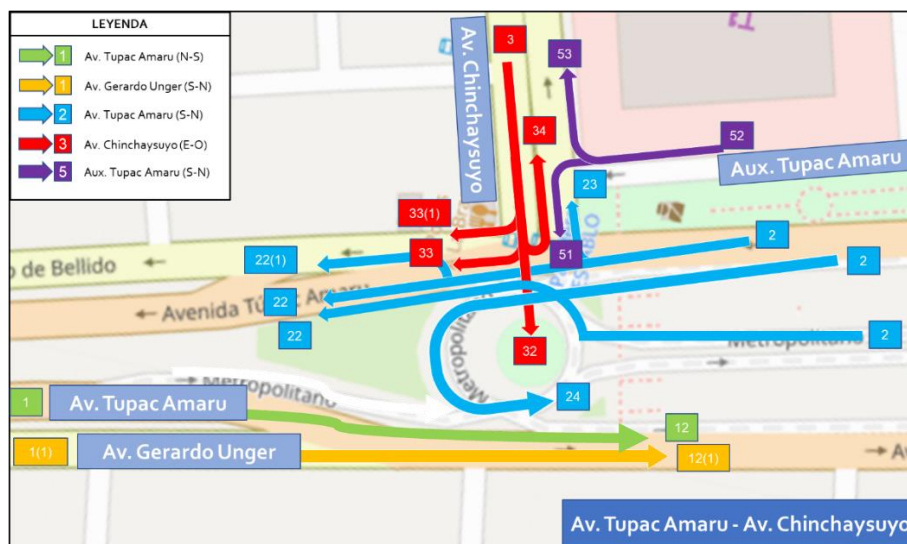 LEYENDA
1 Av. Tupac Amaru (N-S)
1 Av. Gerardo Unger (S-N)
2 Av. Tupac Amaru (S-N)
3 Av. Chinchaysuyo (E-O)
5 Aux. Tupac Amaru (S-N)
Av. Chinchaysuyo
3
53
34
52
Aux. Tupac Amaru
23
33(1)
33
51
o de Bellido
22(1)
2
2
22
Avenida Túpac Amaru
22
Metropolitano
32
2
Metropolitano
Metropolitano
24
1
Av. Tupac Amaru
12
1(1)
Av. Gerardo Unger
12(1)
Av
Av. Tupac Amaru - Av. Chinchaysuyo